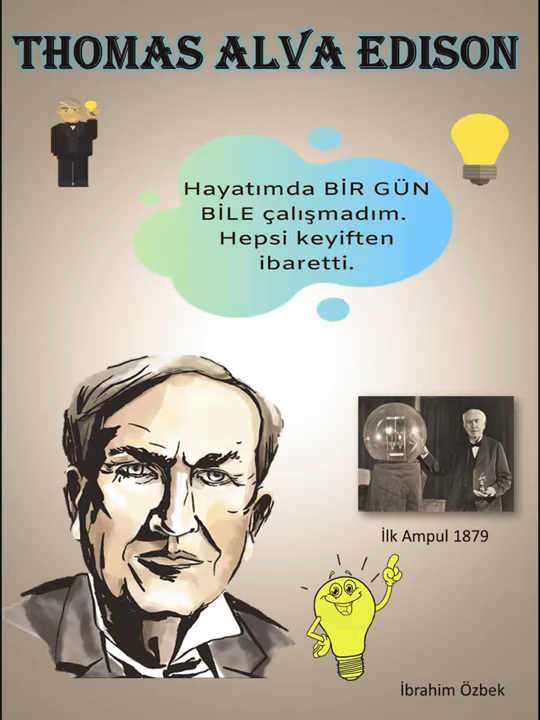 THOMAS ALVA EDISON
Hayatımda BİR GÜN
BİLE çalışmadım.
Hepsi keyiften
ibaretti.
İlk Ampul 1879
İbrahim Özbek